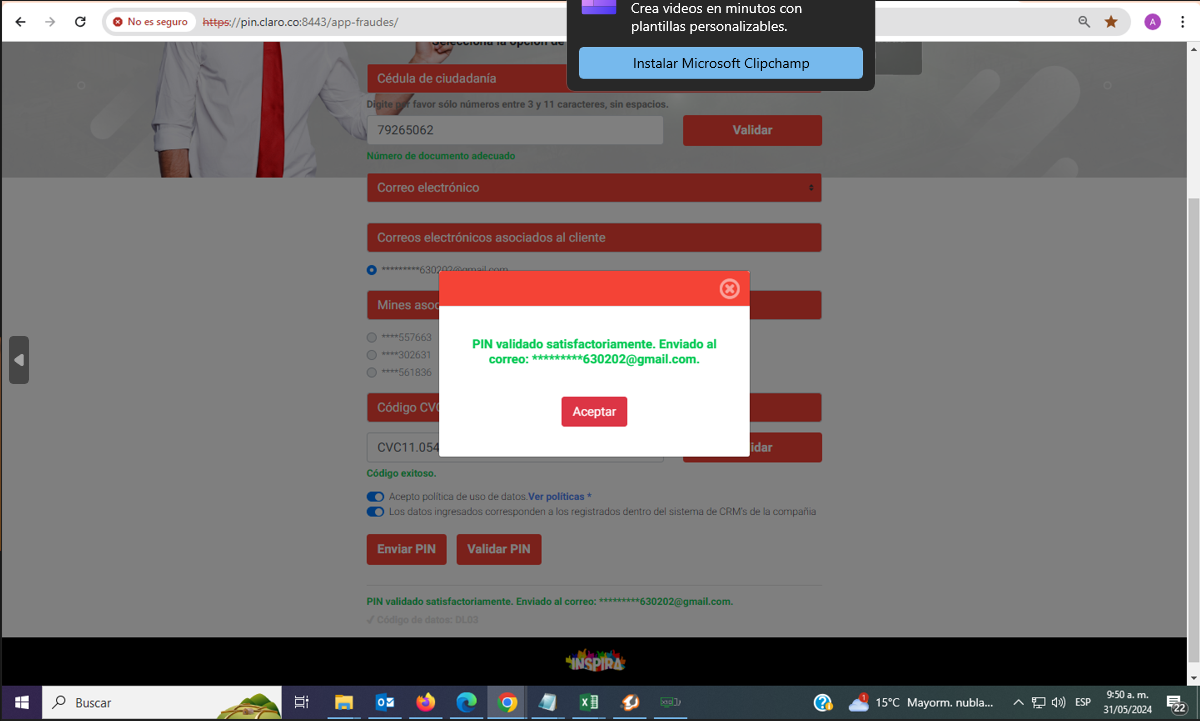 Crea videos en minutos con
plantillas personalizables.
Instalar Microsoft Clipchamp
No es seguro
https://pin.claro.co:8443/app-fraudes/
A
Selecciona la opción de
Cédula de ciudadanía
Digite por favor sólo números entre 3 y 11 caracteres, sin espacios.
79265062
Validar
Número de documento adecuado
Correo electrónico
Correos electrónicos asociados al cliente
*********630202@gmail.com
Mines asoc
****557663
****302631
****561836
PIN validado satisfactoriamente. Enviado al
correo: *********630202@gmail.com.
Aceptar
Código CVC
CVC11.054
idar
Código exitoso.
Acepto política de uso de datos.Ver políticas *
Los datos ingresados corresponden a los registrados dentro del sistema de CRM's de la compañia
Enviar PIN
Validar PIN
PIN validado satisfactoriamente. Enviado al correo: *********630202@gmail.com.
✓ Código de datos: DL03
INSPIRA
Buscar
1
15°C Mayorm. nubla...
ESP
9:50 a. m.
31/05/2024
22